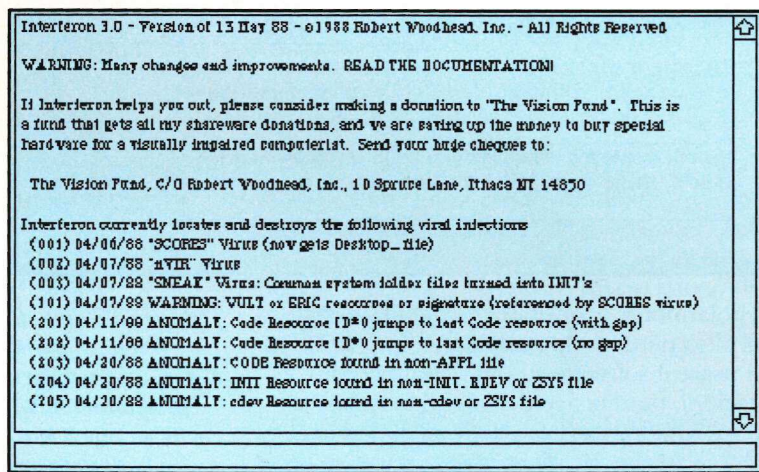 Interferon 3.0 - Version of 13 May 88 - ©1988 Robert Woodhead, Inc. - All Rights Reserved
WARNING: Many changes and improvements. READ THE DOCUMENTATION!
If Interferon helps you out, please consider making a donation to "The Vision Fund". This is
a fund that gets all my shareware donations, and we are saving up the money to buy special
hardware for a visually impaired computerist. Send your huge cheques to:
The Vision Fund, C/O Robert Woodhead, Inc., 10 Spruce Lane, Ithaca NY 14850
Interferon currently locates and destroys the following viral infections
(001) 04/06/88 "SCORES" Virus (now gets Desktop_ file)
(002) 04/07/88 "nVIR" Virus
(003) 04/07/88 "SNEAK" Virus: Common system folder files turned into INIT's
(101) 04/07/88 WARNING: VULT or ERIC resources or signature (referenced by SCORES virus)
(201) 04/11/88 ANOMALY: Code Resource ID#0 jumps to last Code resource (with gap)
(202) 04/11/88 ANOMALY: Code Resource ID#0 jumps to last Code resource (no gap)
(203) 04/20/88 ANOMALY: CODE Resource found in non-APPL file
(204) 04/20/88 ANOMALY: INIT Resource found in non-INIT, RDEV or ZSYS file
(205) 04/20/88 ANOMALY: cdev Resource found in non-cdev or ZSYS file